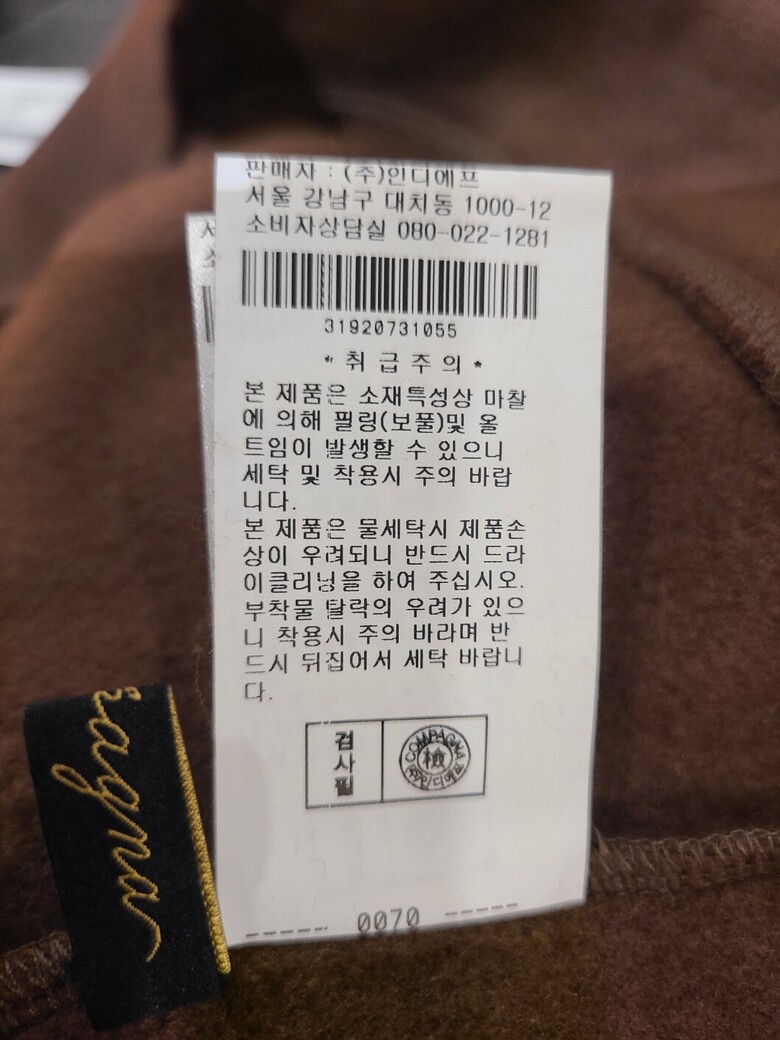 판매자 : (주)인디에프
서울 강남구 대치동 1000-12
소비자상담실 080-022-1281
31920731055
* 취 급 주 의 *
본 제품은 소재특성상 마찰
에 의해 필링(보풀)및 올
트임이 발생할 수 있으니
세탁 및 착용시 주의 바랍
니다.
본 제품은 물세탁시 제품손
상이 우려되니 반드시 드라
이클리닝을 하여 주십시오.
부착물 탈락의 우려가 있으
니 착용시 주의 바라며 반
드시 뒤집어서 세탁 바랍니
다.
검사필
COMPAGNA
檢
(주)인디에프
----- 0070 -----
agna